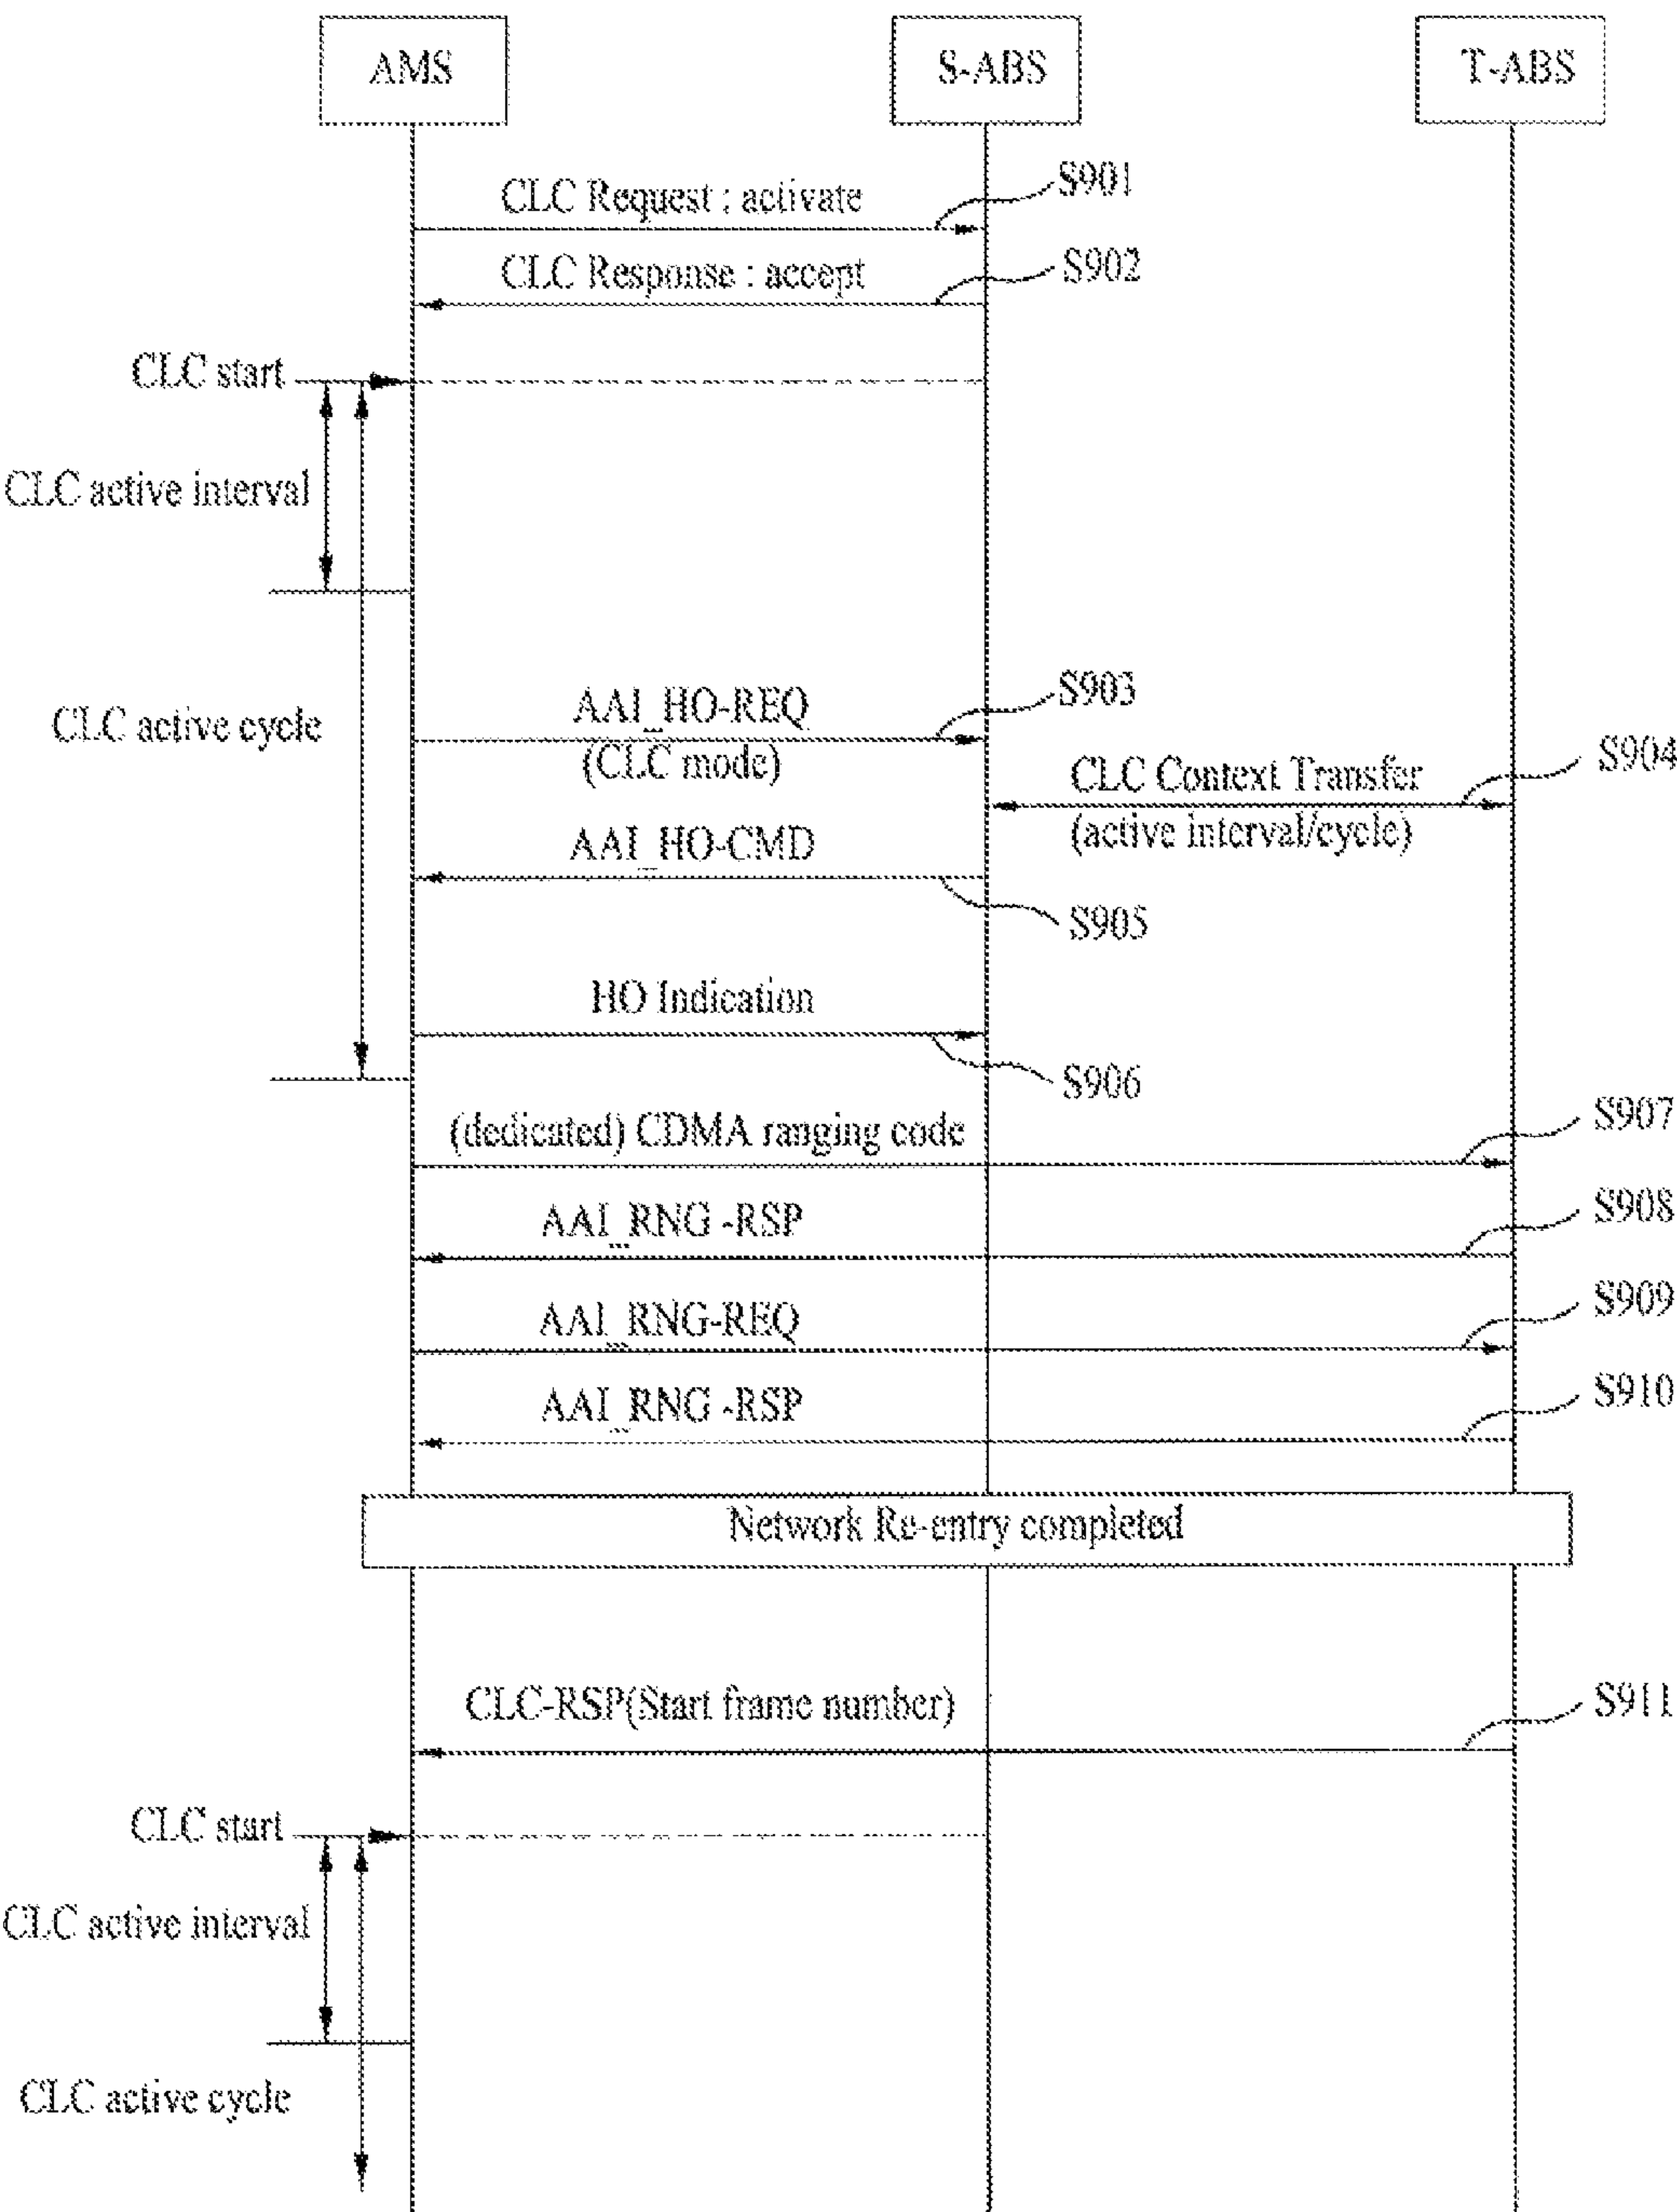 AMS
S-ABS
T-ABS
CLC Request : activate
S901
CLC Response : accept
S902
CLC start
CLC active interval
AAI_HO-REQ
(CLC mode)
S903
CLC active cycle
CLC Context Transfer
(active interval/cycle)
S904
AAI_HO-CMD
S905
HO Indication
S906
(dedicated) CDMA ranging code
S907
AAI_RNG -RSP
S908
AAI_RNG-REQ
S909
AAI_RNG -RSP
S910
Network Re-entry completed
CLC-RSP(Start frame number)
S911
CLC start
CLC active interval
CLC active cycle